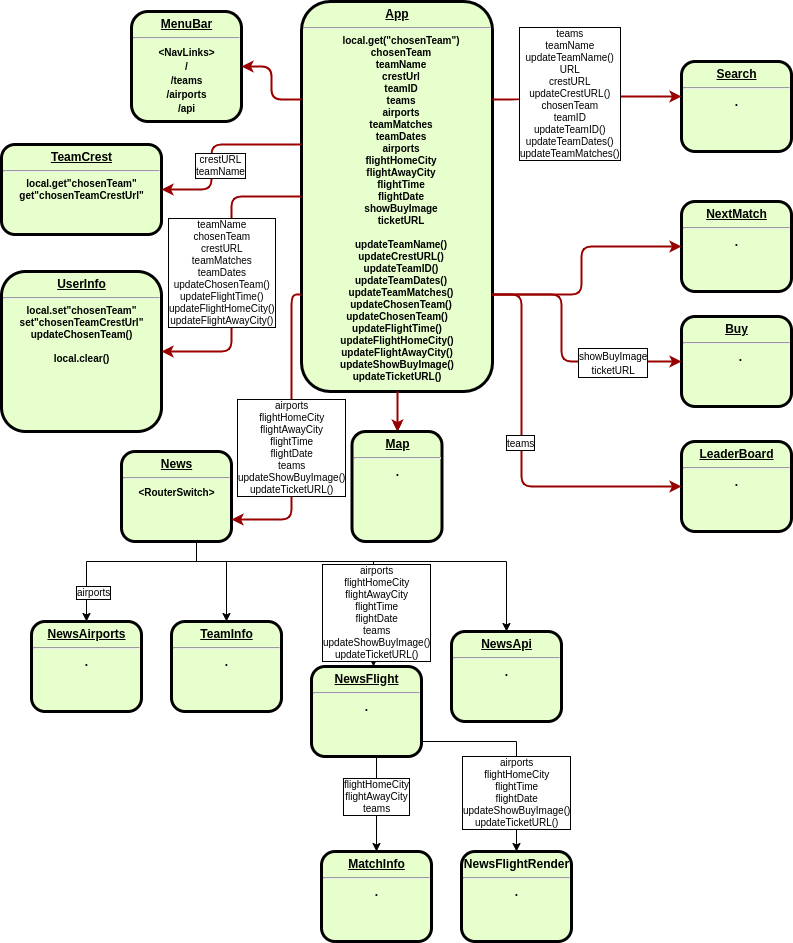 MenuBar
<NavLinks>
/
/teams
/airports
/api
App
local.get("chosenTeam")
chosenTeam
teamName
crestUrl
teamID
teams
airports
teamMatches
teamDates
airports
flightHomeCity
flightAwayCity
flightTime
flightDate
showBuyImage
ticketURL
updateTeamName()
updateCrestURL()
updateTeamID()
updateTeamDates()
updateTeamMatches()
updateChosenTeam()
updateChosenTeam()
updateFlightTime()
updateFlightHomeCity()
updateFlightAwayCity()
updateShowBuyImage()
updateTicketURL()
teams
teamName
updateTeamName()
URL
crestURL
updateCrestURL()
chosenTeam
teamID
updateTeamID()
updateTeamDates()
updateTeamMatches()
Search
.
TeamCrest
local.get"chosenTeam"
get"chosenTeamCrestUrl"
crestURL
teamName
teamName
chosenTeam
crestURL
teamMatches
teamDates
updateChosenTeam()
updateFlightTime()
updateFlightHomeCity()
updateFlightAwayCity()
NextMatch
.
UserInfo
local.set"chosenTeam"
set"chosenTeamCrestUrl"
updateChosenTeam()
local.clear()
Buy
.
showBuyImage
ticketURL
airports
flightHomeCity
flightAwayCity
flightTime
flightDate
teams
updateShowBuyImage()
updateTicketURL()
Map
.
teams
LeaderBoard
.
News
<RouterSwitch>
airports
airports
flightHomeCity
flightAwayCity
flightTime
flightDate
teams
updateShowBuyImage()
updateTicketURL()
NewsAirports
.
TeamInfo
.
NewsFlight
.
NewsApi
.
flightHomeCity
flightAwayCity
teams
airports
flightHomeCity
flightTime
flightDate
updateShowBuyImage()
updateTicketURL()
MatchInfo
.
NewsFlightRender
.